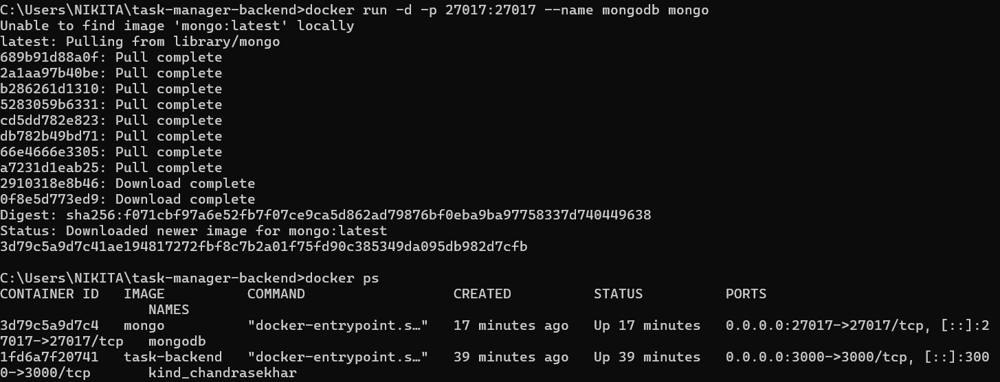 C:\Users\NIKITA\task-manager-backend>docker run -d -p 27017:27017 --name mongodb mongo
Unable to find image 'mongo:latest' locally
latest: Pulling from library/mongo
689b91d88a0f: Pull complete
2a1aa97b40be: Pull complete
b286261d1310: Pull complete
5283059b6331: Pull complete
cd5dd782e823: Pull complete
db782b49bd71: Pull complete
66e4666e3305: Pull complete
a7231d1eab25: Pull complete
2910318e8b46: Download complete
0f8e5d773ed9: Download complete
Digest: sha256:f071cbf97a6e52fb7f07ce9ca5d862ad79876bf0eba9ba97758337d740449638
Status: Downloaded newer image for mongo:latest
3d79c5a9d7c41ae194817272fbf8c7b2a01f75fd90c385349da095db982d7cfb
C:\Users\NIKITA\task-manager-backend>docker ps
CONTAINER ID   IMAGE          COMMAND                  CREATED          STATUS          PORTS
                  NAMES
3d79c5a9d7c4   mongo          "docker-entrypoint.s…"   17 minutes ago   Up 17 minutes   0.0.0.0:27017->27017/tcp, [::]:2
7017->27017/tcp   mongodb
1fd6a7f20741   task-backend   "docker-entrypoint.s…"   39 minutes ago   Up 39 minutes   0.0.0.0:3000->3000/tcp, [::]:300
0->3000/tcp       kind_chandrasekhar